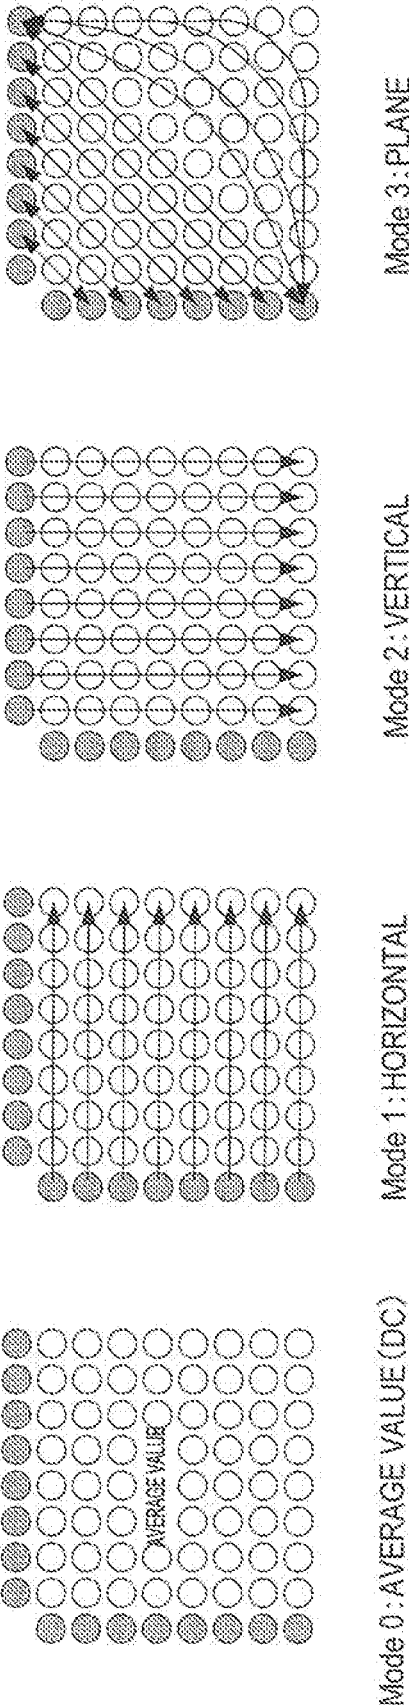 AVERAGE VALUE
Mode 0 : AVERAGE VALUE (DC)
Mode 1 : HORIZONTAL
Mode 2 : VERTICAL
Mode 3 : PLANE